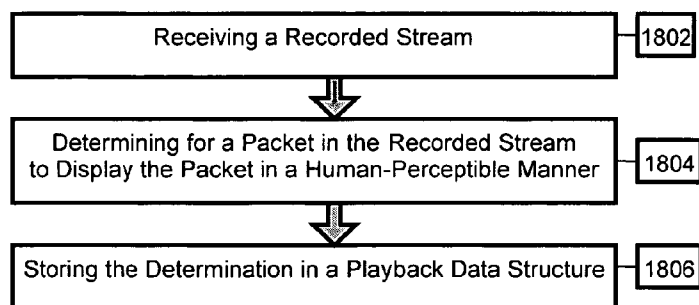 Receiving a Recorded Stream
1802
Determining for a Packet in the Recorded Stream
to Display the Packet in a Human-Perceptible Manner
1804
Storing the Determination in a Playback Data Structure
1806